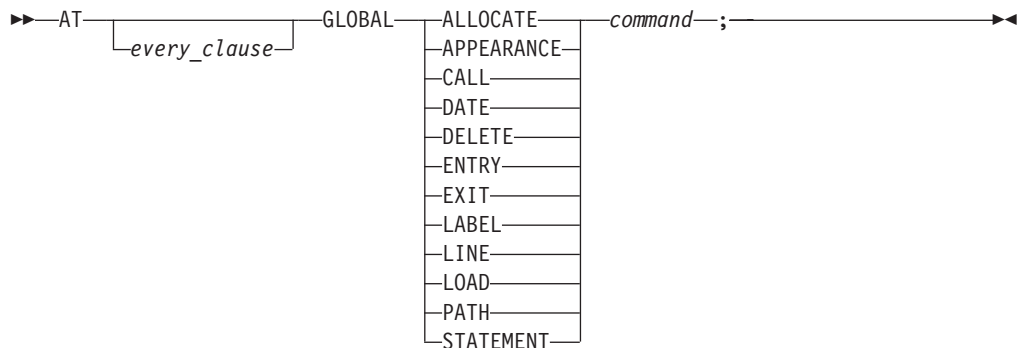 AT GLOBAL ALLOCATE command ;
every_clause APPEARANCE
CALL
DATE
DELETE
ENTRY
EXIT
LABEL
LINE
LOAD
PATH
STATEMENT